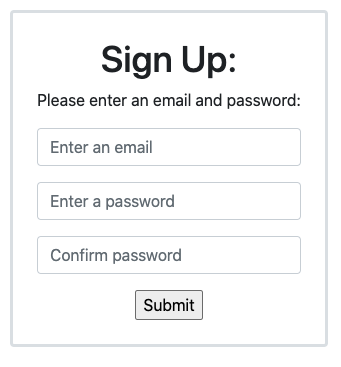 Sign Up:
Please enter an email and password:
Enter an email
Enter a password
Confirm password
Submit